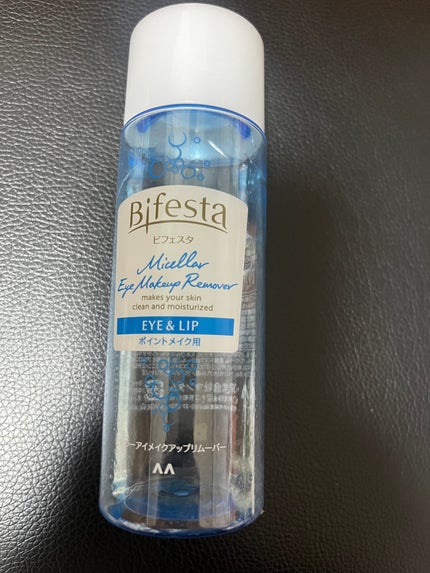 Bifesta
ビフェスタ
Micellar
Eye Makeup Remover
makes your skin
clean and moisturized
EYE & LIP
ポイントメイク用
ーアイメイクアップリムーバー